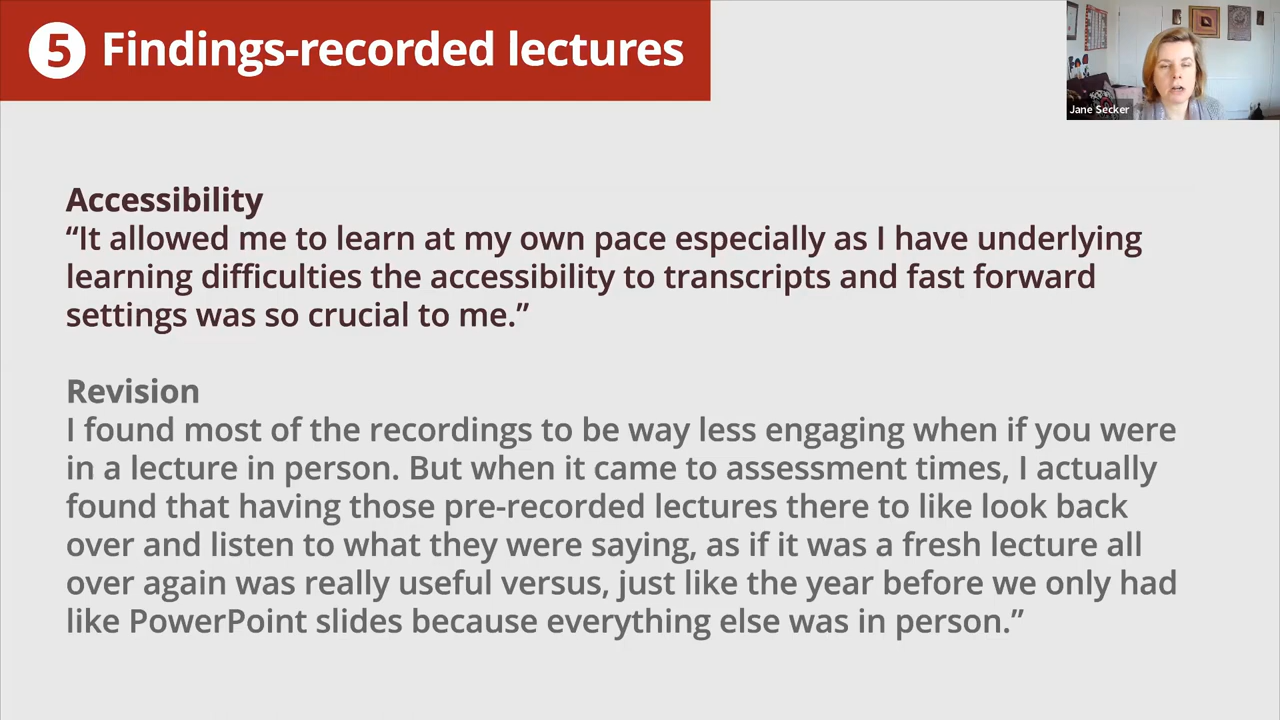 5 Findings-recorded lectures
Jane Secker
Accessibility
“It allowed me to learn at my own pace especially as I have underlying
learning difficulties the accessibility to transcripts and fast forward
settings was so crucial to me.”
Revision
I found most of the recordings to be way less engaging when if you were
in a lecture in person. But when it came to assessment times, I actually
found that having those pre-recorded lectures there to like look back
over and listen to what they were saying, as if it was a fresh lecture all
over again was really useful versus, just like the year before we only had
like PowerPoint slides because everything else was in person.”